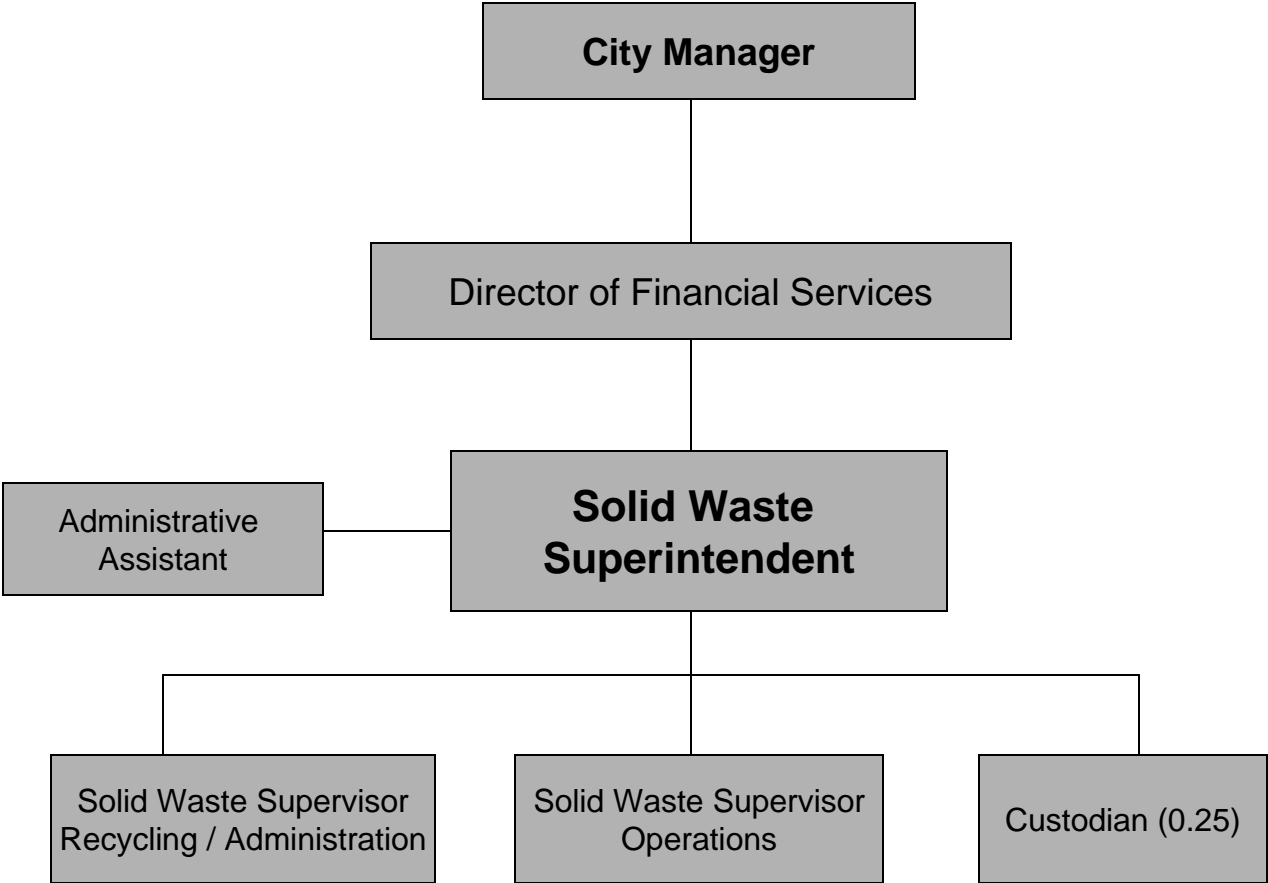 City Manager
Director of Financial Services
Solid Waste
Superintendent
Administrative
Assistant
Solid Waste Supervisor
Recycling / Administration
Solid Waste Supervisor
Operations
Custodian (0.25)